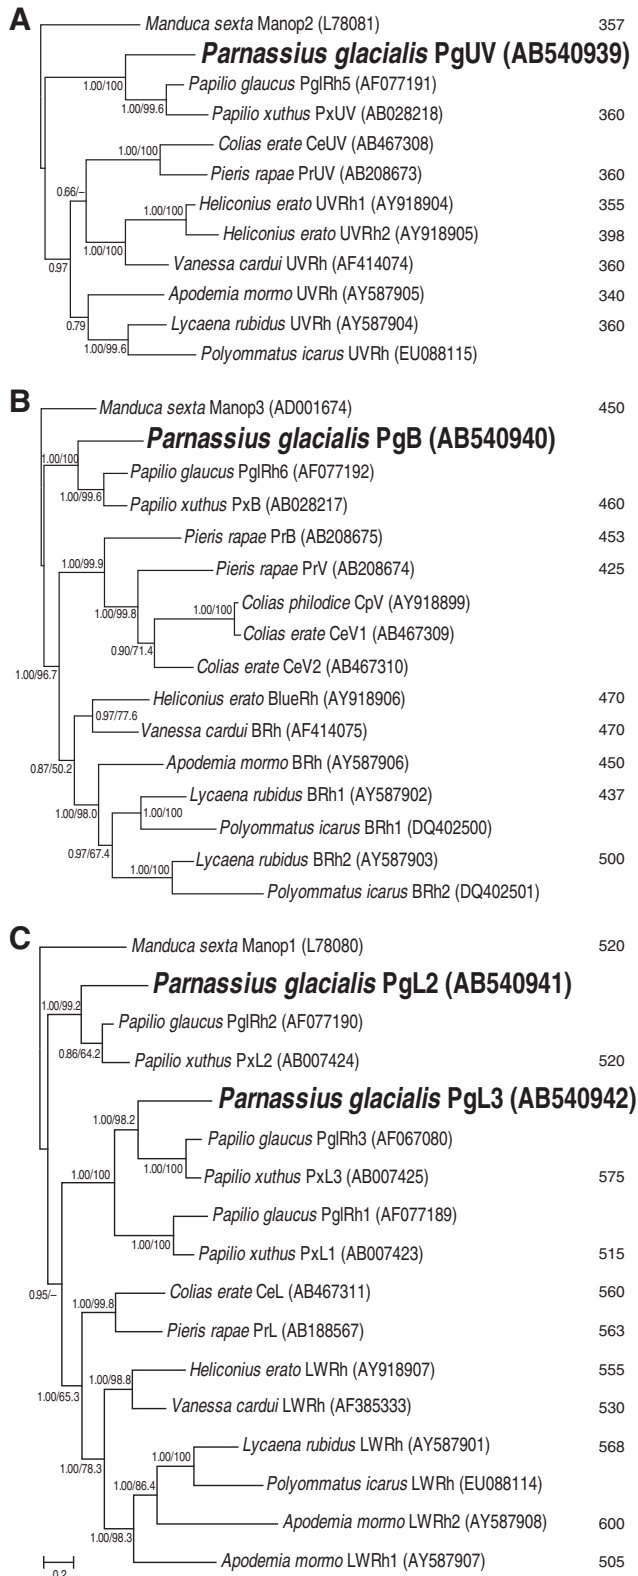 A
Manduca sexta Manop2 (L78081) 357
Parnassius glacialis PgUV (AB540939)
1.00/100
Papilio glaucus PglRh5 (AF077191)
1.00/99.6
Papilio xuthus PxUV (AB028218) 360
Colias erate CeUV (AB467308)
1.00/100
Pieris rapae PrUV (AB208673) 360
0.66/–
Heliconius erato UVRh1 (AY918904) 355
1.00/100
Heliconius erato UVRh2 (AY918905) 398
1.00/100
Vanessa cardui UVRh (AF414074) 360
0.97
Apodemia mormo UVRh (AY587905) 340
0.79
Lycaena rubidus UVRh (AY587904) 360
1.00/99.6
Polyommatus icarus UVRh (EU088115)
B
Manduca sexta Manop3 (AD001674) 450
Parnassius glacialis PgB (AB540940)
1.00/100
Papilio glaucus PglRh6 (AF077192)
1.00/99.6
Papilio xuthus PxB (AB028217) 460
Pieris rapae PrB (AB208675) 453
1.00/99.9
Pieris rapae PrV (AB208674) 425
1.00/99.8
Colias philodice CpV (AY918899)
1.00/100
Colias erate CeV1 (AB467309)
0.90/71.4
Colias erate CeV2 (AB467310)
1.00/96.7
Heliconius erato BlueRh (AY918906) 470
0.97/77.6
Vanessa cardui BRh (AF414075) 470
0.87/50.2
Apodemia mormo BRh (AY587906) 450
Lycaena rubidus BRh1 (AY587902) 437
1.00/98.0
1.00/100
Polyommatus icarus BRh1 (DQ402500)
0.97/67.4
Lycaena rubidus BRh2 (AY587903) 500
1.00/100
Polyommatus icarus BRh2 (DQ402501)
C
Manduca sexta Manop1 (L78080) 520
Parnassius glacialis PgL2 (AB540941)
1.00/99.2
Papilio glaucus PglRh2 (AF077190)
0.86/64.2
Papilio xuthus PxL2 (AB007424) 520
Parnassius glacialis PgL3 (AB540942)
1.00/98.2
Papilio glaucus PglRh3 (AF067080)
1.00/100
1.00/100
Papilio xuthus PxL3 (AB007425) 575
Papilio glaucus PglRh1 (AF077189)
1.00/100
Papilio xuthus PxL1 (AB007423) 515
0.95/–
Colias erate CeL (AB467311) 560
1.00/99.8
Pieris rapae PrL (AB188567) 563
Heliconius erato LWRh (AY918907) 555
1.00/98.8
1.00/65.3
Vanessa cardui LWRh (AF385333) 530
Lycaena rubidus LWRh (AY587901) 568
1.00/100
1.00/78.3
Polyommatus icarus LWRh (EU088114)
1.00/86.4
Apodemia mormo LWRh2 (AY587908) 600
1.00/98.3
Apodemia mormo LWRh1 (AY587907) 505
0.2